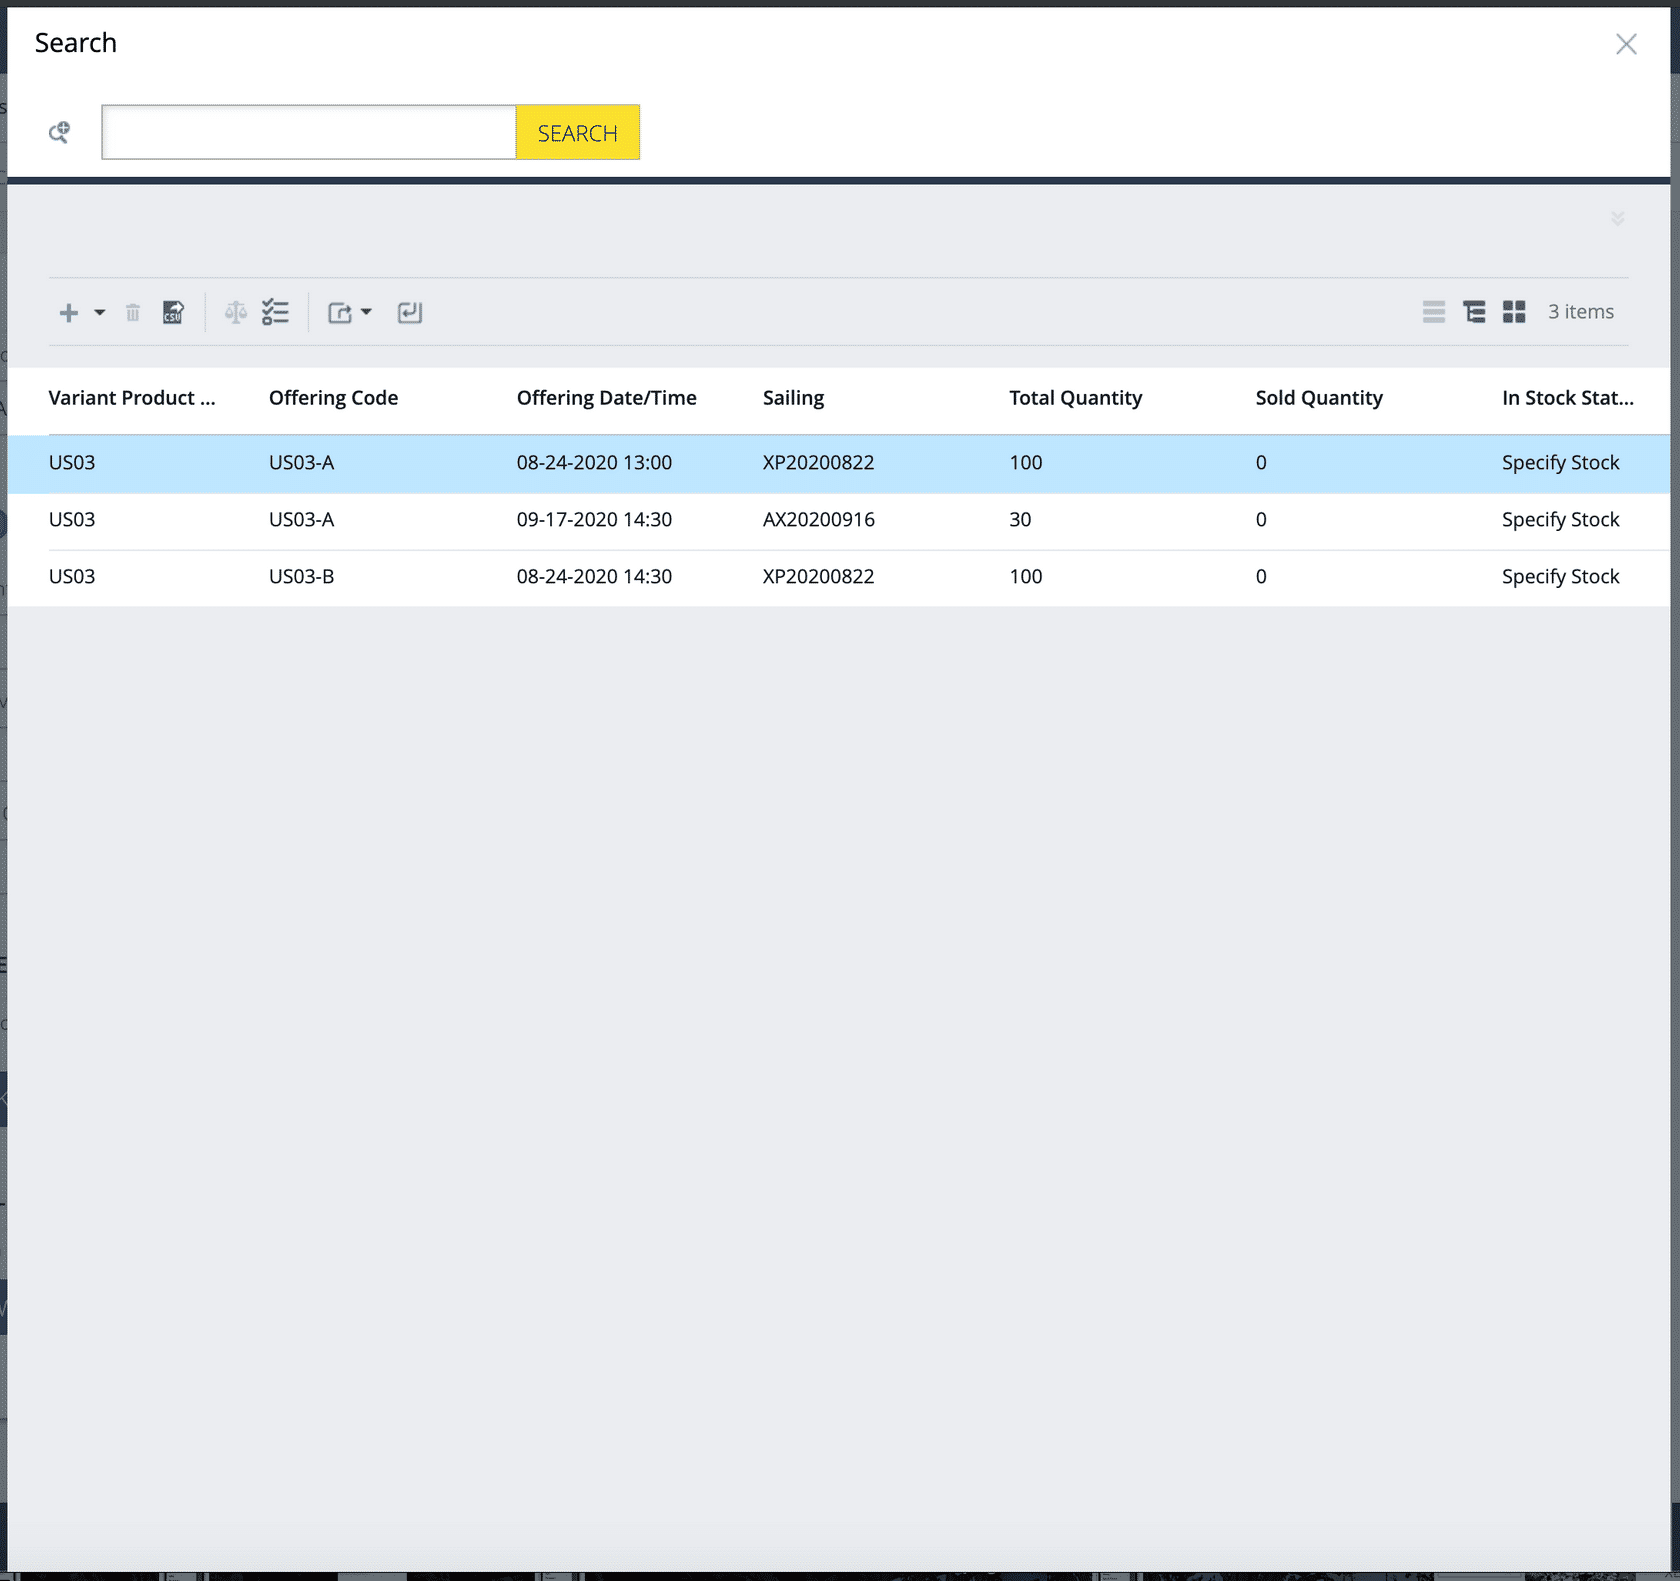 Search
SEARCH
CSV
3 items
Variant Product ... Offering Code Offering Date/Time Sailing Total Quantity Sold Quantity In Stock Stat...
US03 US03-A 08-24-2020 13:00 XP20200822 100 0 Specify Stock
US03 US03-A 09-17-2020 14:30 AX20200916 30 0 Specify Stock
US03 US03-B 08-24-2020 14:30 XP20200822 100 0 Specify Stock